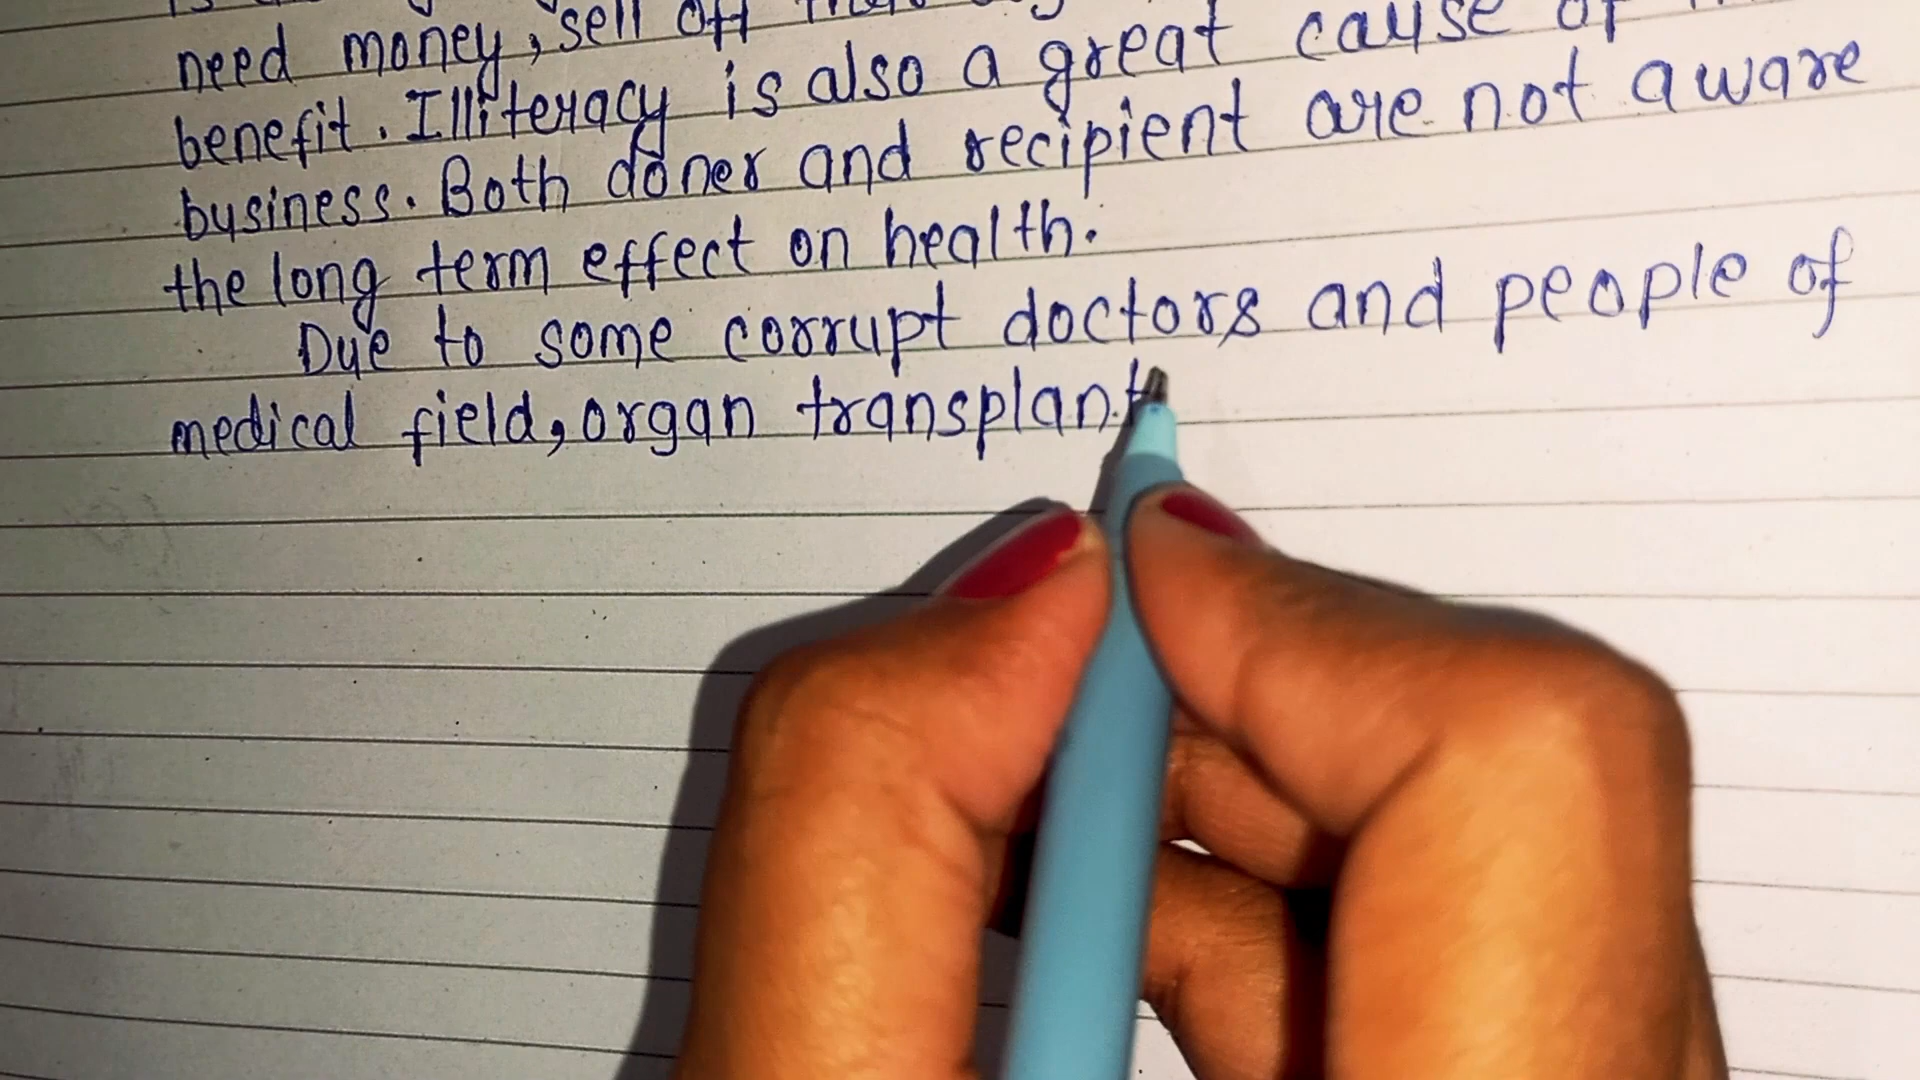 need money, sell off
benefit. Illiteracy is also a great cause of
business. Both doner and recipient are not aware
the long term effect on health.
Due to some corrupt doctors and people of
medical field, organ transplant